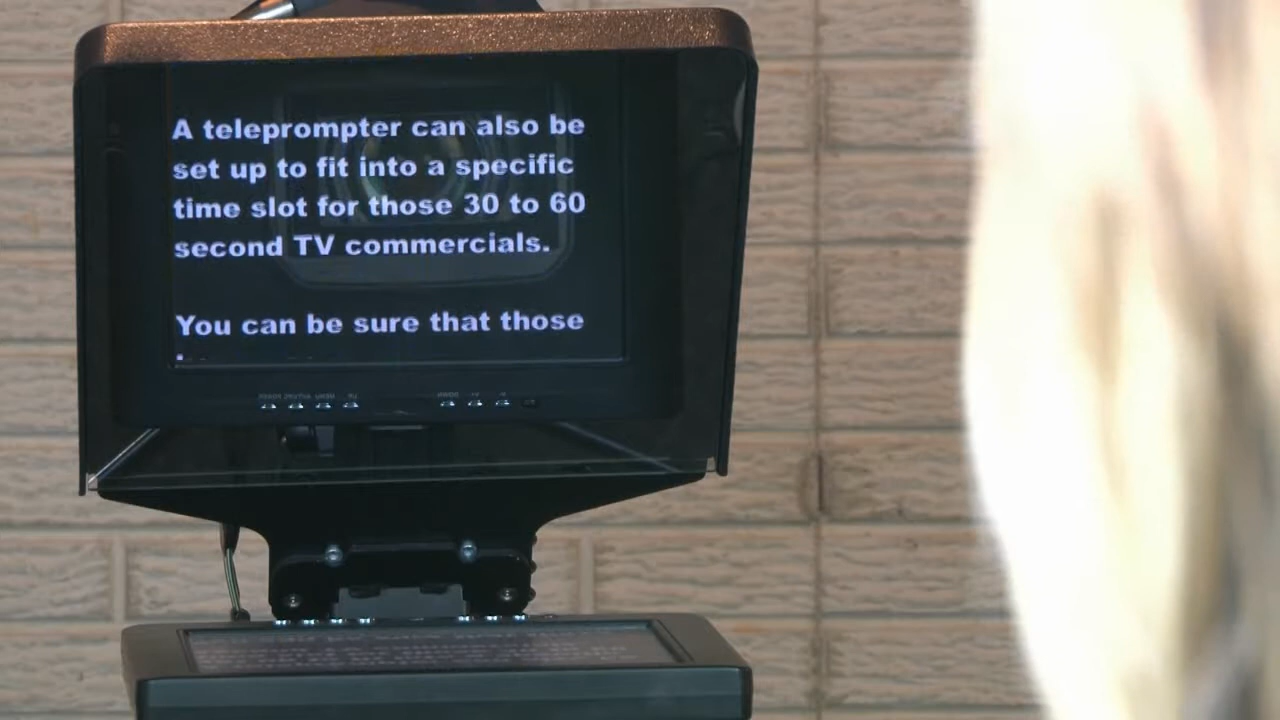 A teleprompter can also be
set up to fit into a specific
time slot for those 30 to 60
second TV commercials.
You can be sure that those